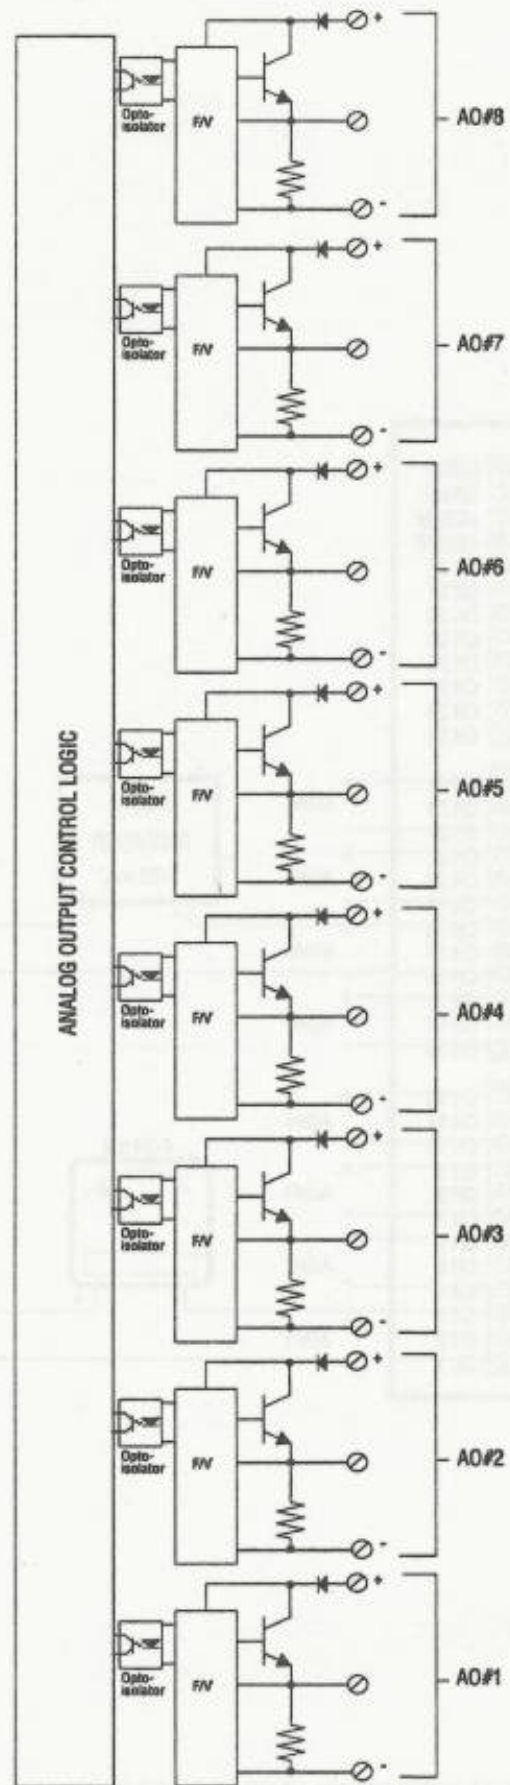 ANALOG OUTPUT CONTROL LOGIC
+
Opto-
isolator
F/V
AO#8
-
+
Opto-
isolator
F/V
AO#7
-
+
Opto-
isolator
F/V
AO#6
-
+
Opto-
isolator
F/V
AO#5
-
+
Opto-
isolator
F/V
AO#4
-
+
Opto-
isolator
F/V
AO#3
-
+
Opto-
isolator
F/V
AO#2
-
+
Opto-
isolator
F/V
AO#1
-